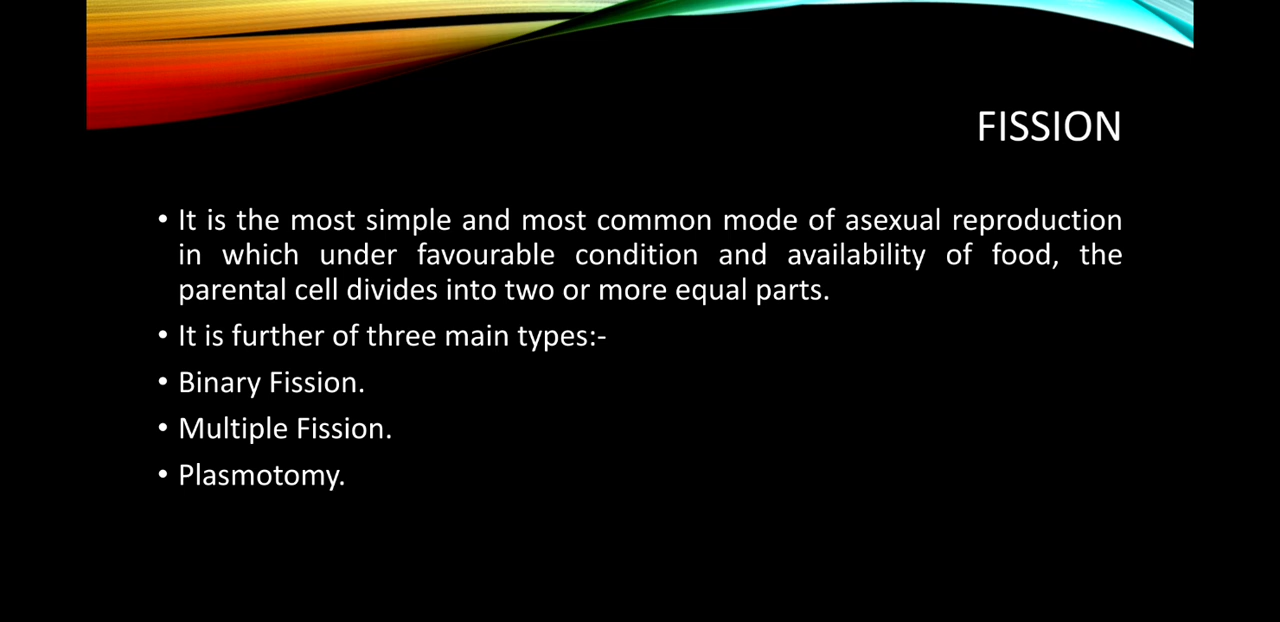 FISSION
• It is the most simple and most common mode of asexual reproduction
in which under favourable condition and availability of food, the
parental cell divides into two or more equal parts.
• It is further of three main types:-
• Binary Fission.
• Multiple Fission.
• Plasmotomy.